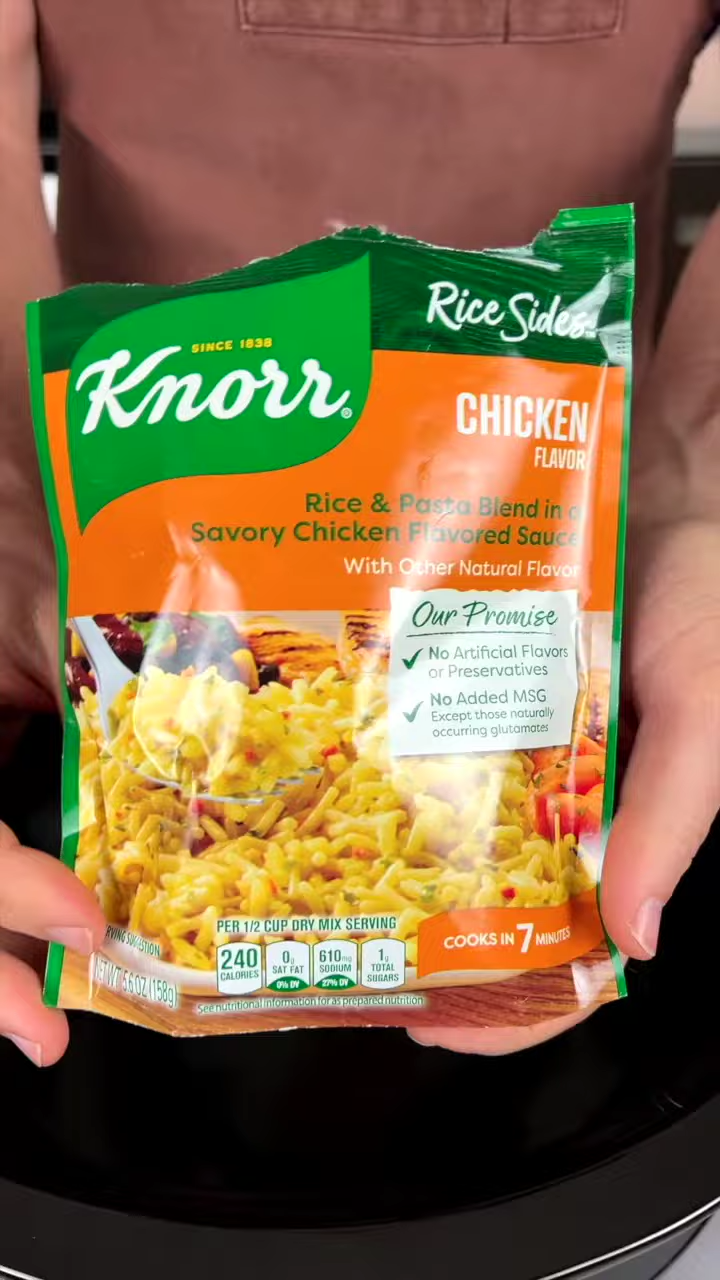 Rice Sides™
SINCE 1838
Knorr®
CHICKEN
FLAVOR
Rice & Pasta Blend in a
Savory Chicken Flavored Sauce
With Other Natural Flavor
Our Promise
No Artificial Flavors
or Preservatives
No Added MSG
Except those naturally
occurring glutamates
PER 1/2 CUP DRY MIX SERVING
240
CALORIES
0g
SAT FAT
0% DV
610mg
SODIUM
27% DV
1g
TOTAL
SUGARS
COOKS IN 7 MINUTES
SUGGESTION
NET WT 5.6 OZ (158g)
See nutritional information for as prepared nutrition